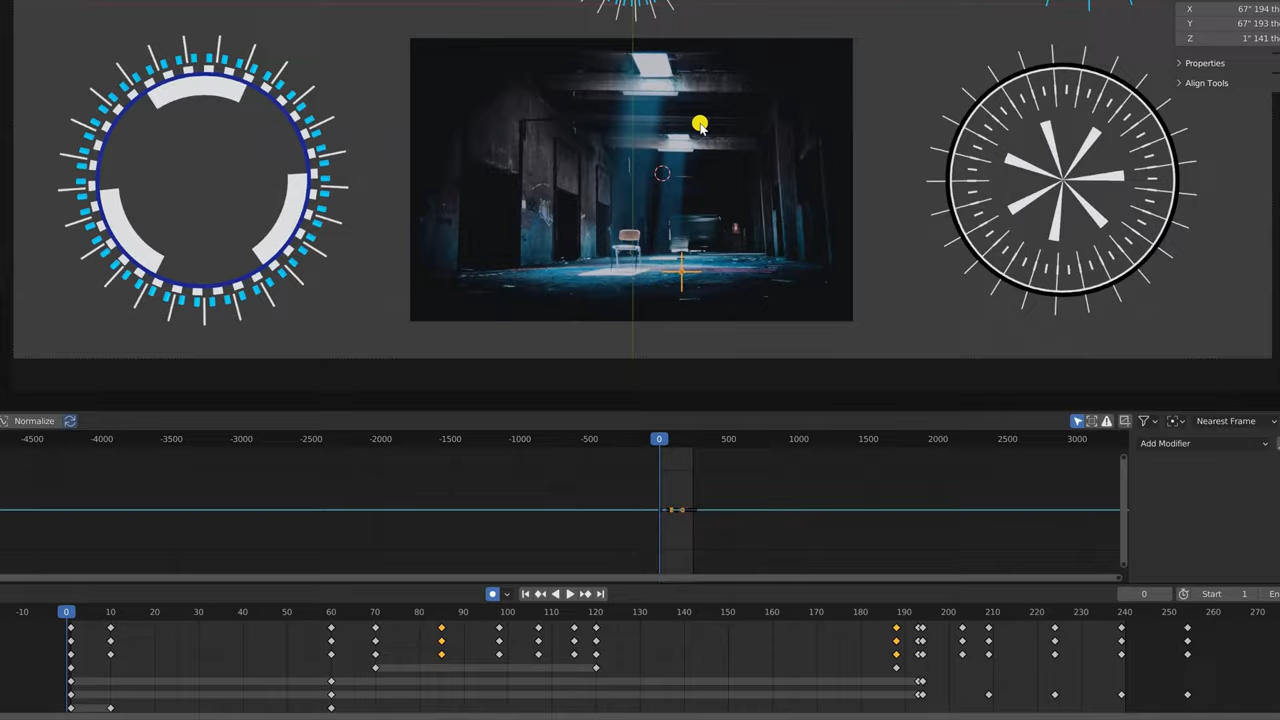 X 67" 194 th
Y 67" 193 th
Z 1" 141 th
Properties
Align Tools
Normalize
Nearest Frame
-4500 -4000 -3500 -3000 -2500 -2000 -1500 -1000 -500 0 500 1000 1500 2000 2500 3000
Add Modifier
0 Start 1 En
-10 0 10 20 30 40 50 60 70 80 90 100 110 120 130 140 150 160 170 180 190 200 210 220 230 240 250 260 270